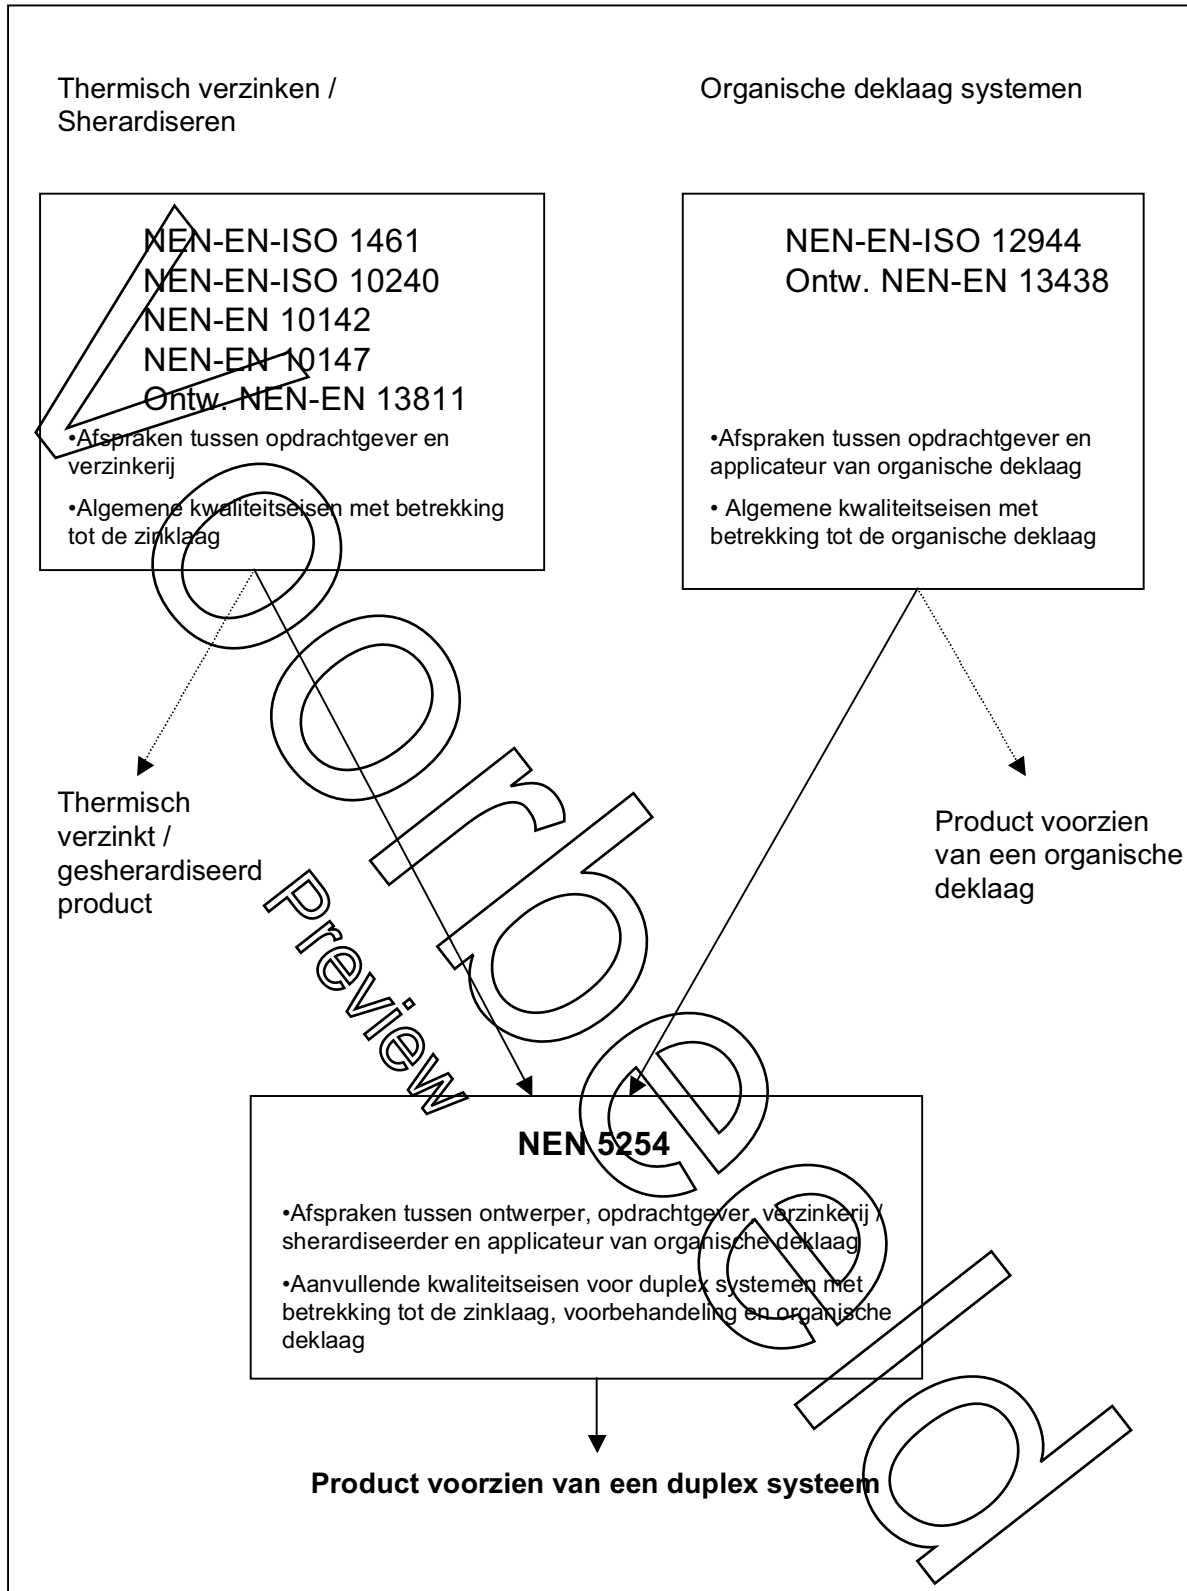 Thermisch verzinken /
Sherardiseren
Organische deklaag systemen
NEN-EN-ISO 1461
NEN-EN-ISO 10240
NEN-EN 10142
NEN-EN 10147
Ontw. NEN-EN 13811
•Afspraken tussen opdrachtgever en
verzinkerij
•Algemene kwaliteitseisen met betrekking
tot de zinklaag
NEN-EN-ISO 12944
Ontw. NEN-EN 13438
•Afspraken tussen opdrachtgever en
applicateur van organische deklaag
• Algemene kwaliteitseisen met
betrekking tot de organische deklaag
Thermisch
verzinkt /
gesherardiseerd
product
Product voorzien
van een organische
deklaag
NEN 5254
•Afspraken tussen ontwerper, opdrachtgever, verzinkerij /
sherardiseerder en applicateur van organische deklaag
•Aanvullende kwaliteitseisen voor duplex systemen met
betrekking tot de zinklaag, voorbehandeling en organische
deklaag
Product voorzien van een duplex systeem
Voorbeeld
Preview